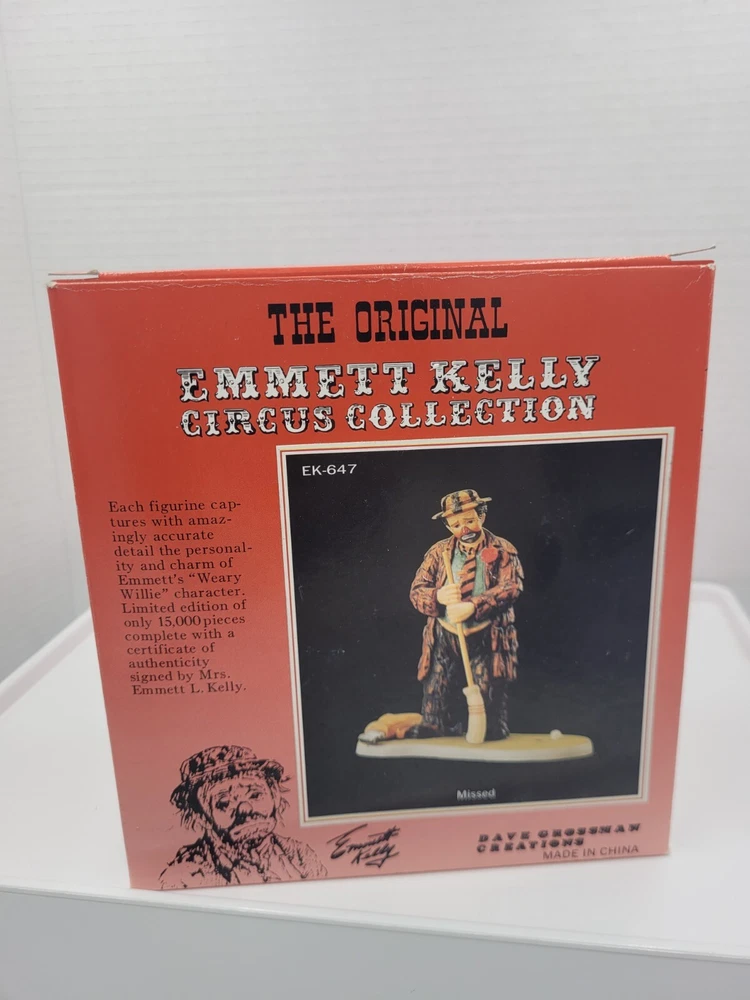 THE ORIGINAL
EMMETT KELLY
CIRCUS COLLECTION
EK-647
Each figurine cap-
tures with amaz-
ingly accurate
detail the personal-
ity and charm of
Emmett's "Weary
Willie" character.
Limited edition of
only 15,000 pieces
complete with a
certificate of
authenticity
signed by Mrs.
Emmett L. Kelly.
Missed
Emmett
Kelly
DAVE GROSSMAN
CREATIONS
MADE IN CHINA